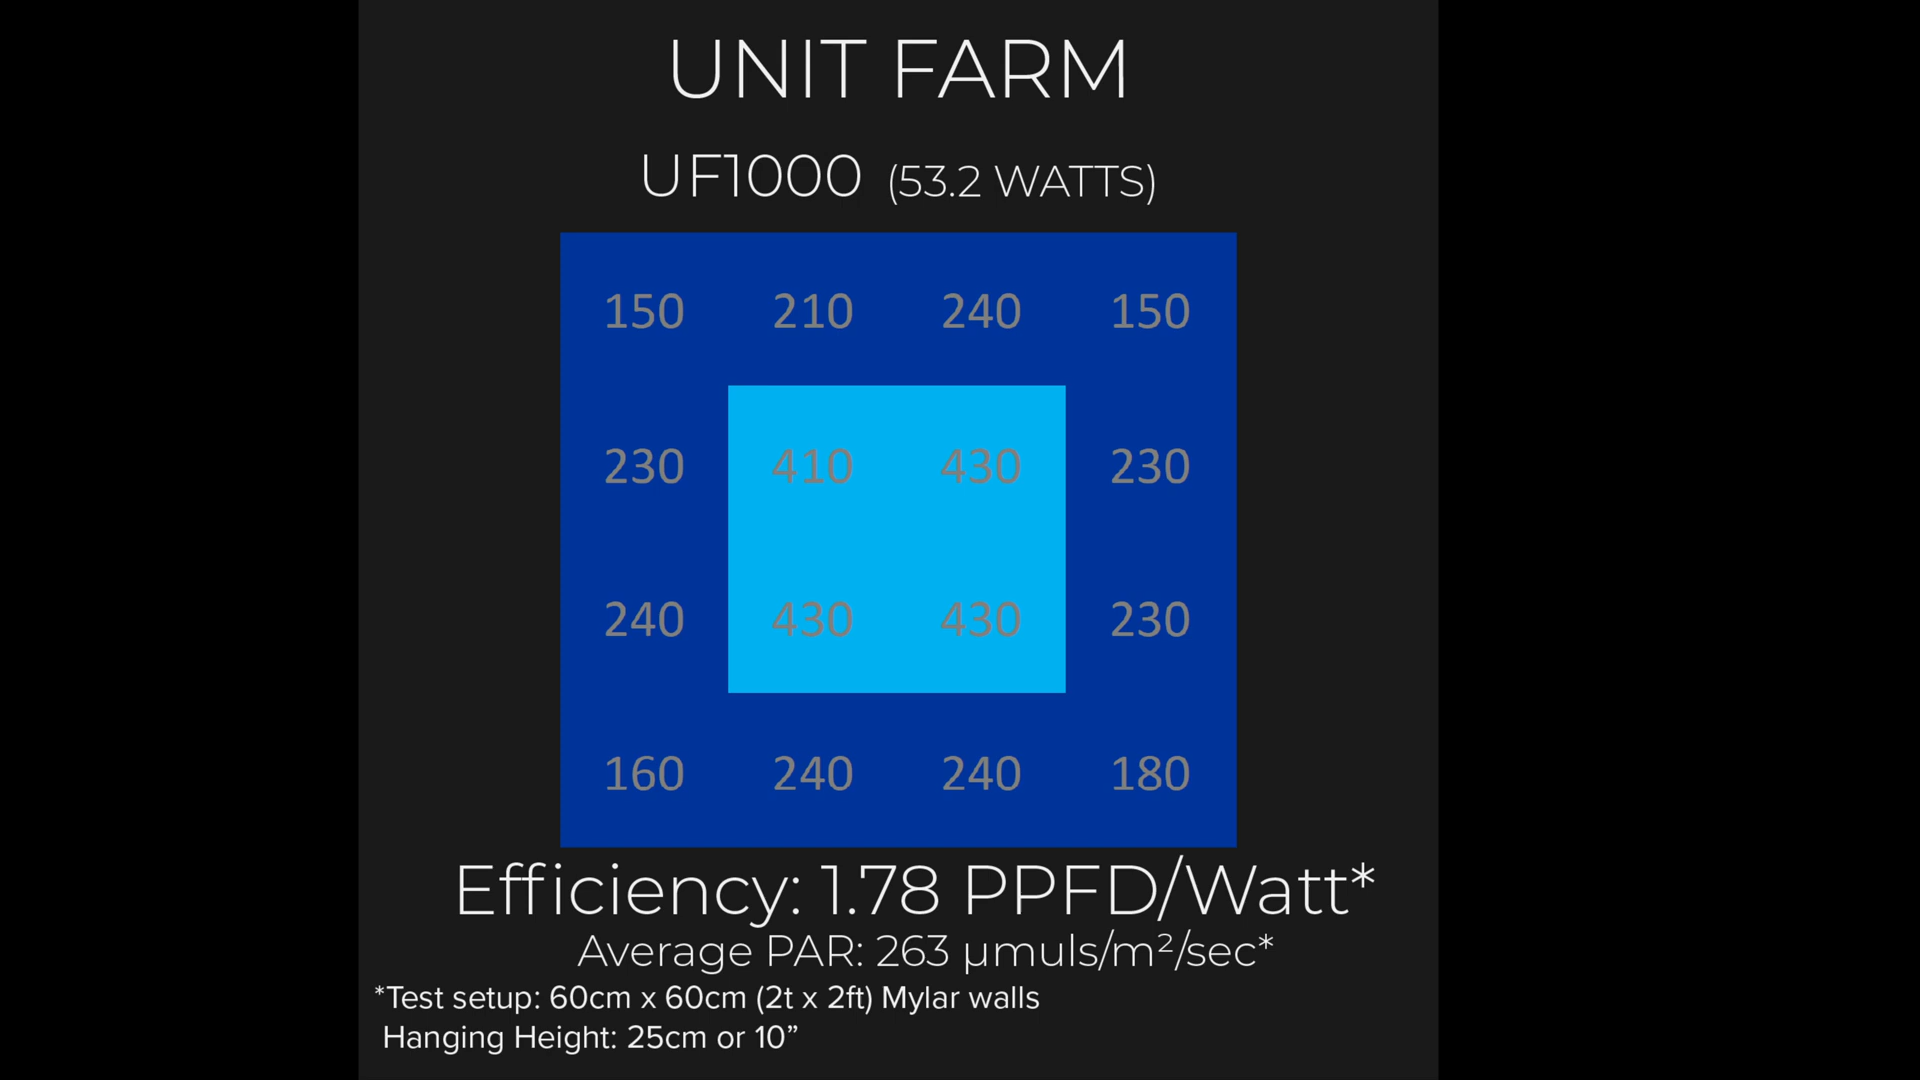 UNIT FARM
UF1000 (53.2 WATTS)
150 210 240 150
230 410 430 230
240 430 430 230
160 240 240 180
Efficiency: 1.78 PPFD/Watt*
Average PAR: 263 µmuls/m²/sec*
*Test setup: 60cm x 60cm (2t x 2ft) Mylar walls
Hanging Height: 25cm or 10”